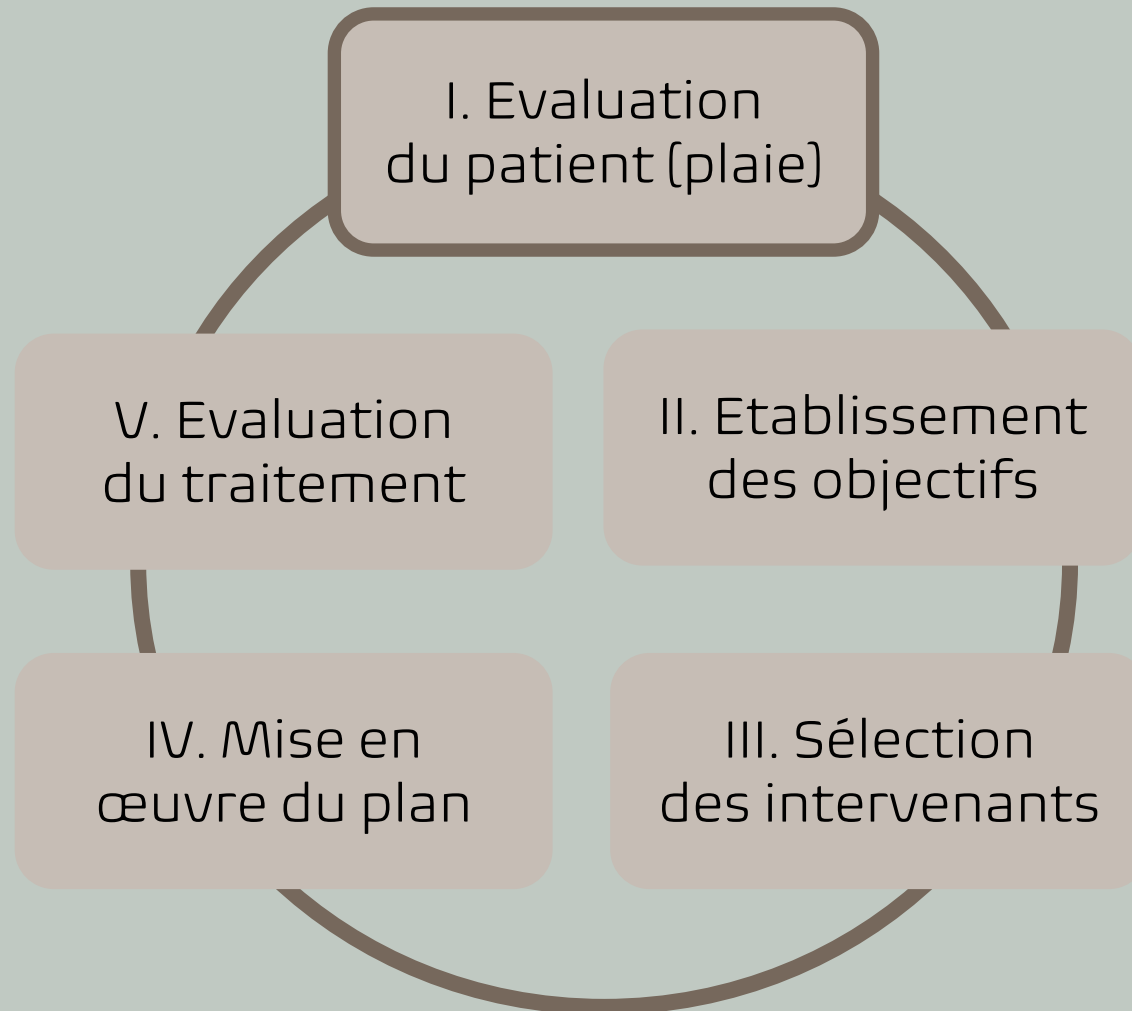 I. Evaluation
du patient (plaie)
II. Etablissement
des objectifs
III. Sélection
des intervenants
IV. Mise en
œuvre du plan
V. Evaluation
du traitement